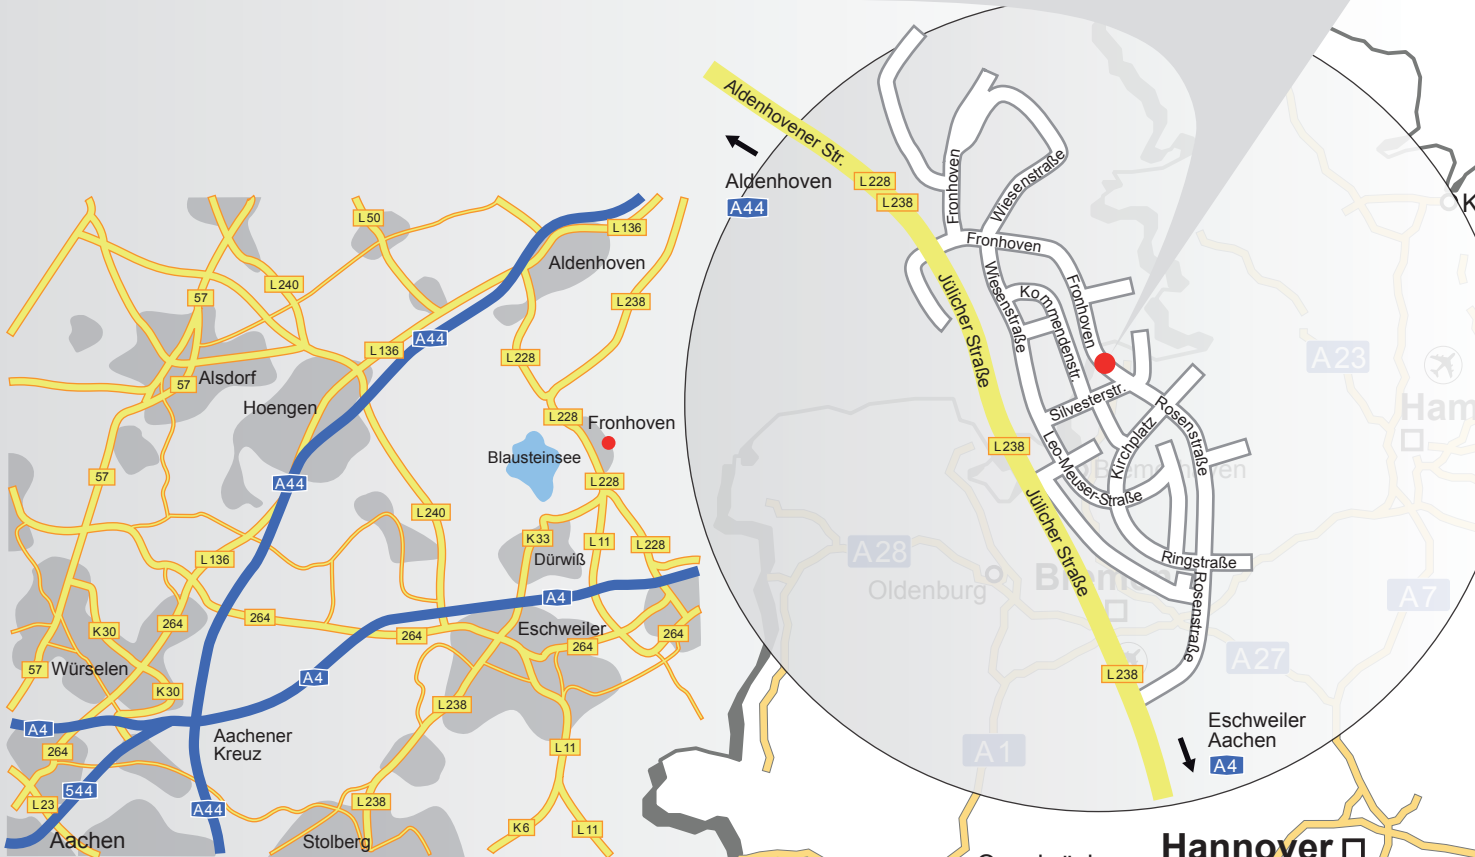 Aldenhovener Str.
Aldenhoven
A44
L228
L238
Fronhoven
Wiesenstraße
Fronhoven
Fronhoven
Wiesenstraße
Kommendenstr.
Jülicher Straße
Silvesterstr.
Rosenstraße
Kirchplatz
Leo-Meuser-Straße
L238
Jülicher Straße
Ringstraße
Rosenstraße
L238
Eschweiler
Aachen
A4
A23
Ham
K
Bremerhaven
A28
Oldenburg
Bremen
A7
A27
A1
Hannover
L50
L136
Aldenhoven
L240
57
L238
A44
L136
L228
57
Alsdorf
Hoengen
L228
Fronhoven
Blausteinsee
57
A44
L228
L240
K33
L11
L228
L136
Dürwiß
A4
264
264
K30
264
Eschweiler
264
264
57
Würselen
A4
K30
L238
A4
Aachener
Kreuz
264
L11
544
L23
A44
L238
K6
L11
Aachen
Stolberg